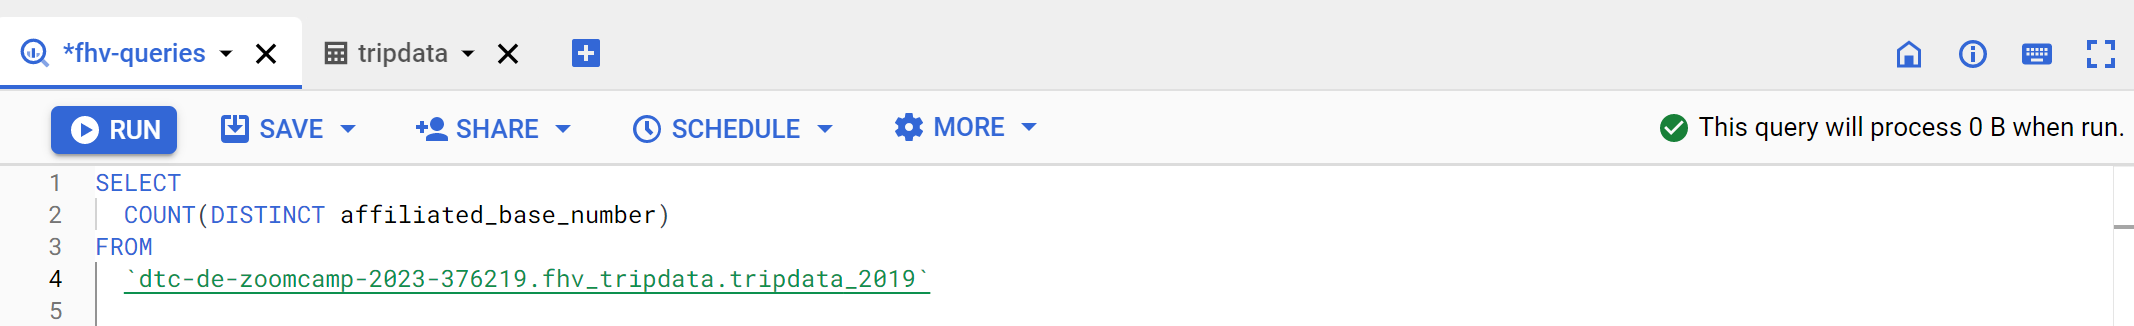 *fhv-queries tripdata
RUN SAVE SHARE SCHEDULE MORE This query will process 0 B when run.
1 SELECT
2 COUNT(DISTINCT affiliated_base_number)
3 FROM
4 `dtc-de-zoomcamp-2023-376219.fhv_tripdata.tripdata_2019`
5